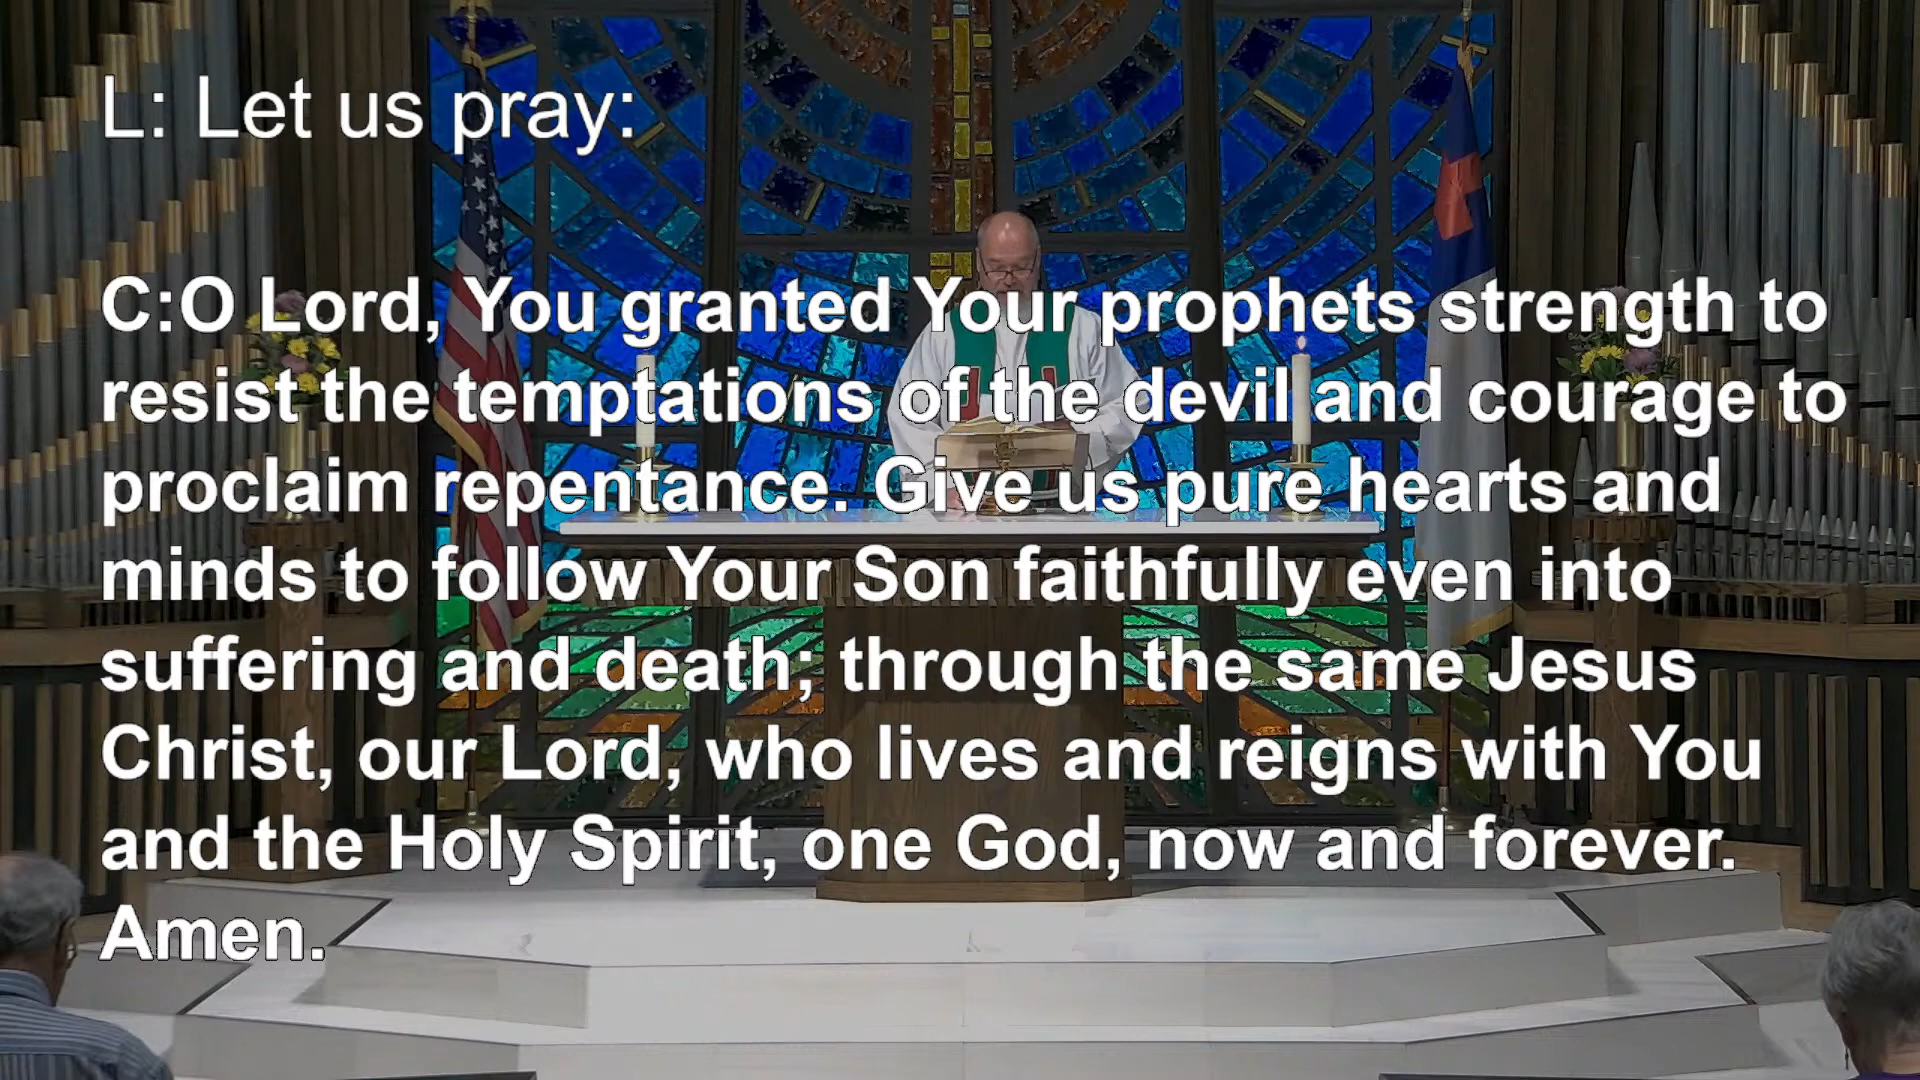 L: Let us pray:
C:O Lord, You granted Your prophets strength to
resist the temptations of the devil and courage to
proclaim repentance. Give us pure hearts and
minds to follow Your Son faithfully even into
suffering and death; through the same Jesus
Christ, our Lord, who lives and reigns with You
and the Holy Spirit, one God, now and forever.
Amen.